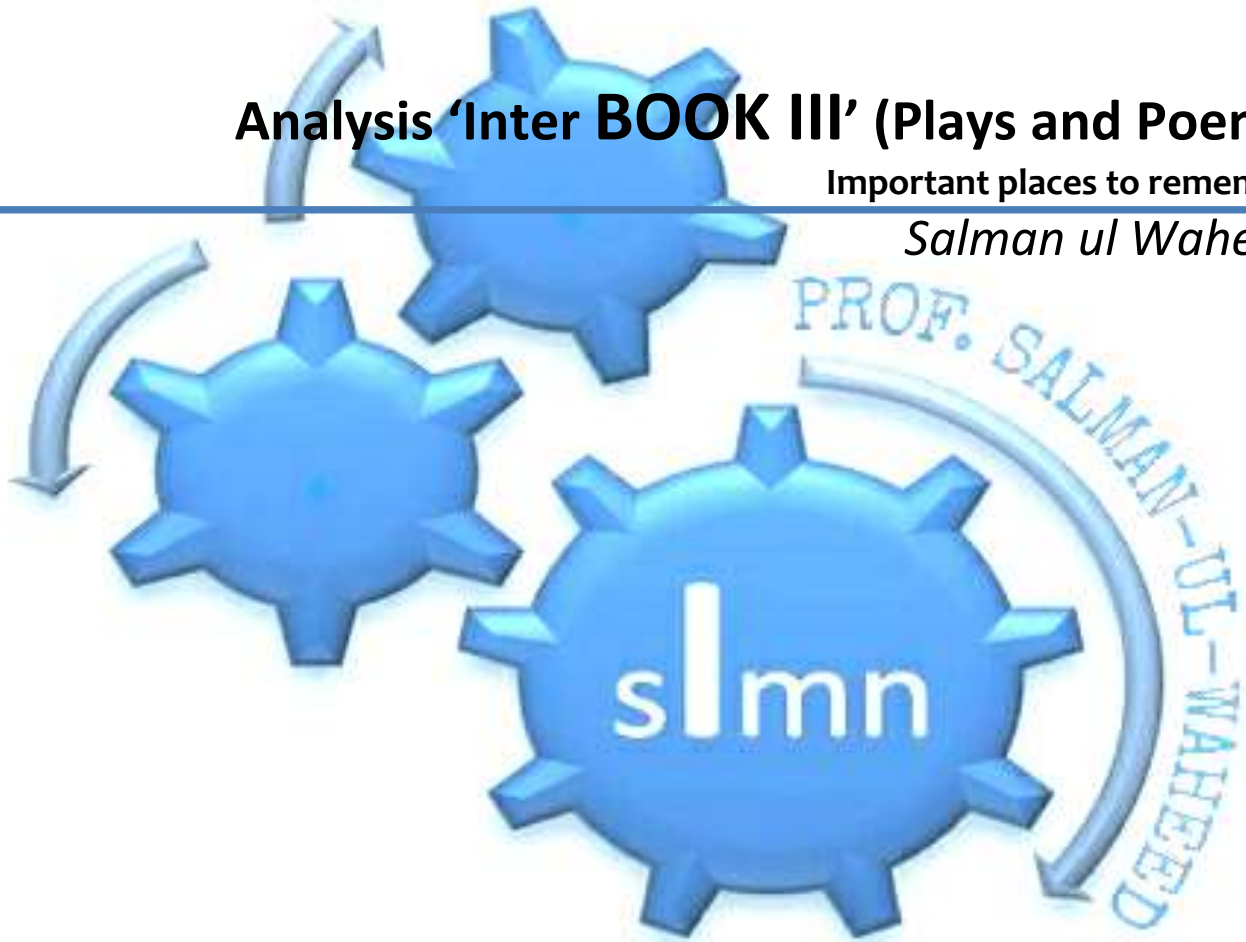 Analysis ‘Inter BOOK III’ (Plays and Poer
Important places to remen
Salman ul Wahe
PROF. SALMAN-UL-WAHEED
slmn